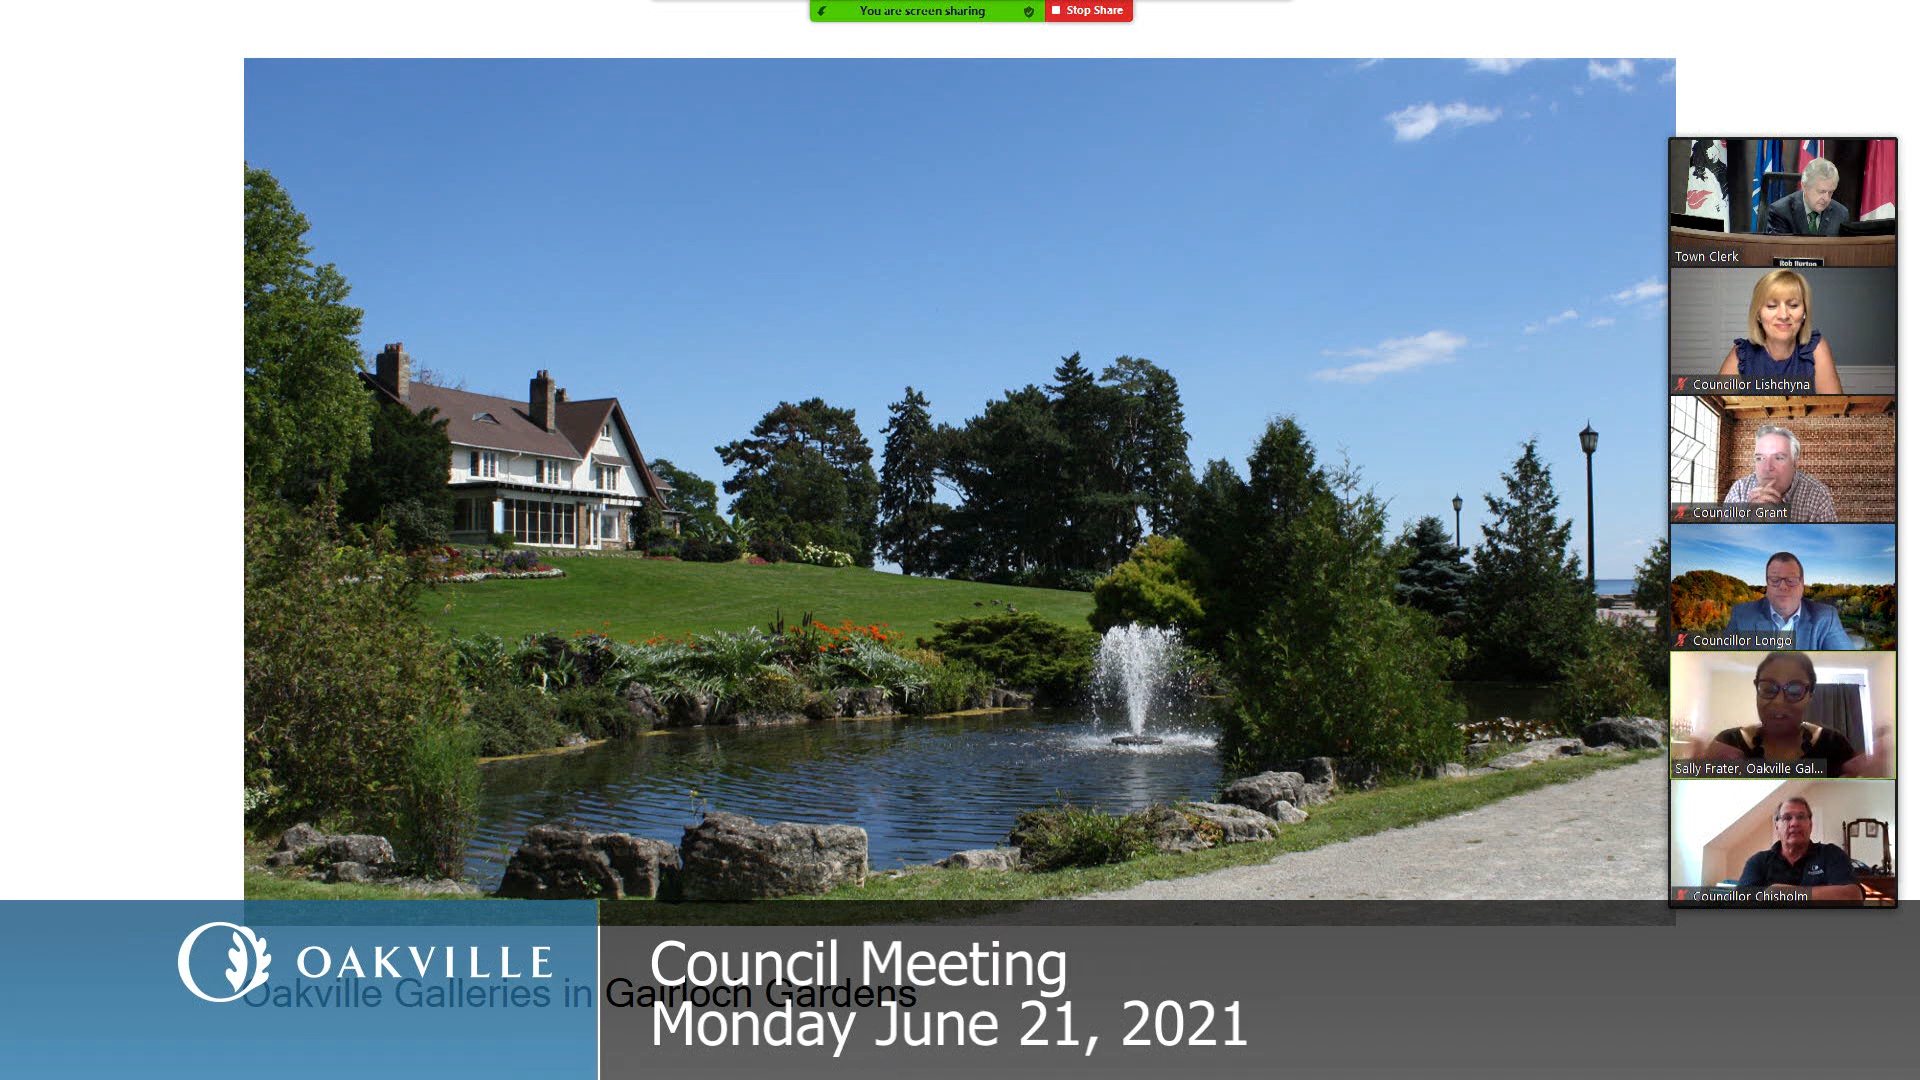 You are screen sharing
Stop Share
Town Clerk
Rob Burton
Councillor Lishchyna
Councillor Grant
Councillor Longo
Sally Frater, Oakville Gal...
Councillor Chisholm
OAKVILLE
Oakville Galleries in Gairloch Gardens
Council Meeting
Monday June 21, 2021